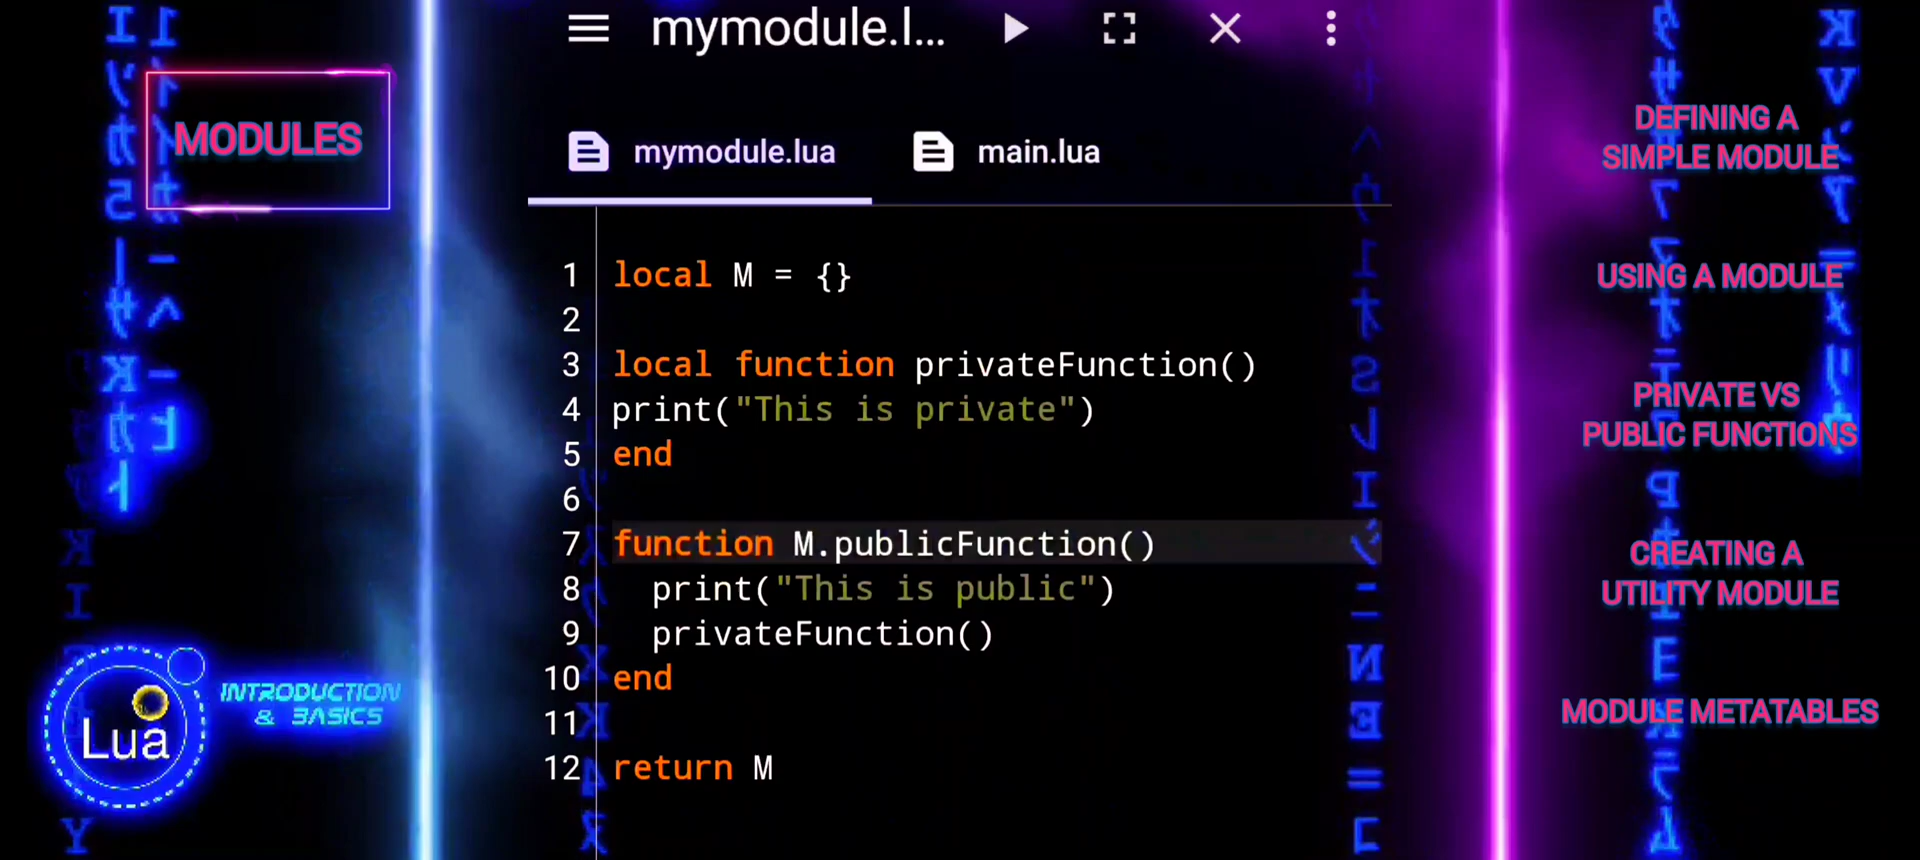 MODULES
mymodule.l...
mymodule.lua
main.lua
1 local M = {}
2
3 local function privateFunction()
4 print("This is private")
5 end
6
7 function M.publicFunction()
8 print("This is public")
9 privateFunction()
10 end
11
12 return M
DEFINING A
SIMPLE MODULE
USING A MODULE
PRIVATE VS
PUBLIC FUNCTIONS
CREATING A
UTILITY MODULE
MODULE METATABLES
Lua
INTRODUCTION
& BASICS